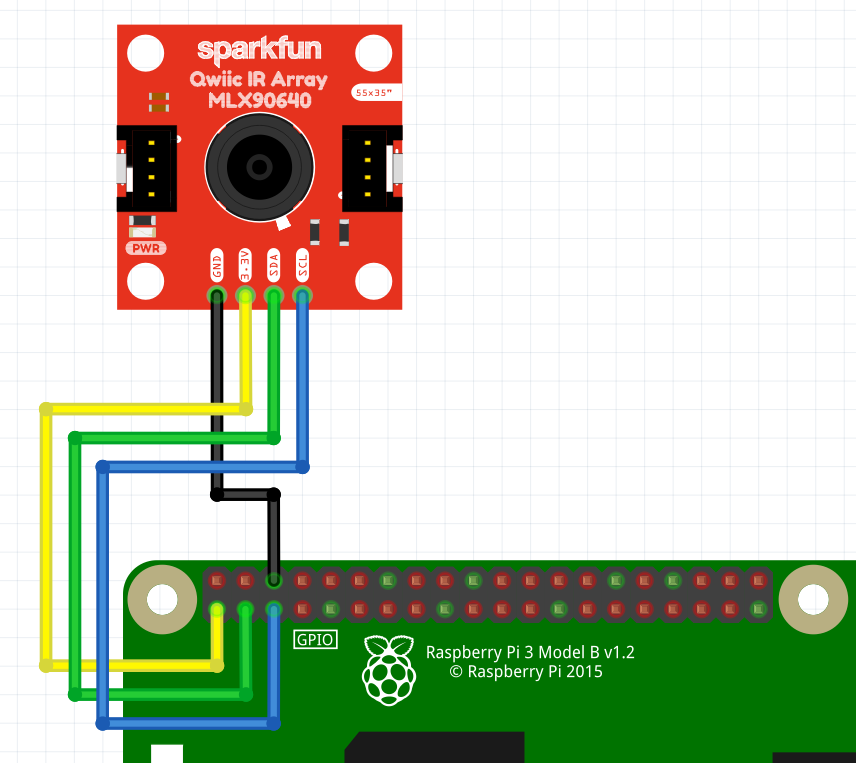 sparkfun
Qwiic IR Array
MLX90640
55x35°
PWR
GND
3.3V
SDA
SCL
GPIO
Raspberry Pi 3 Model B v1.2
© Raspberry Pi 2015